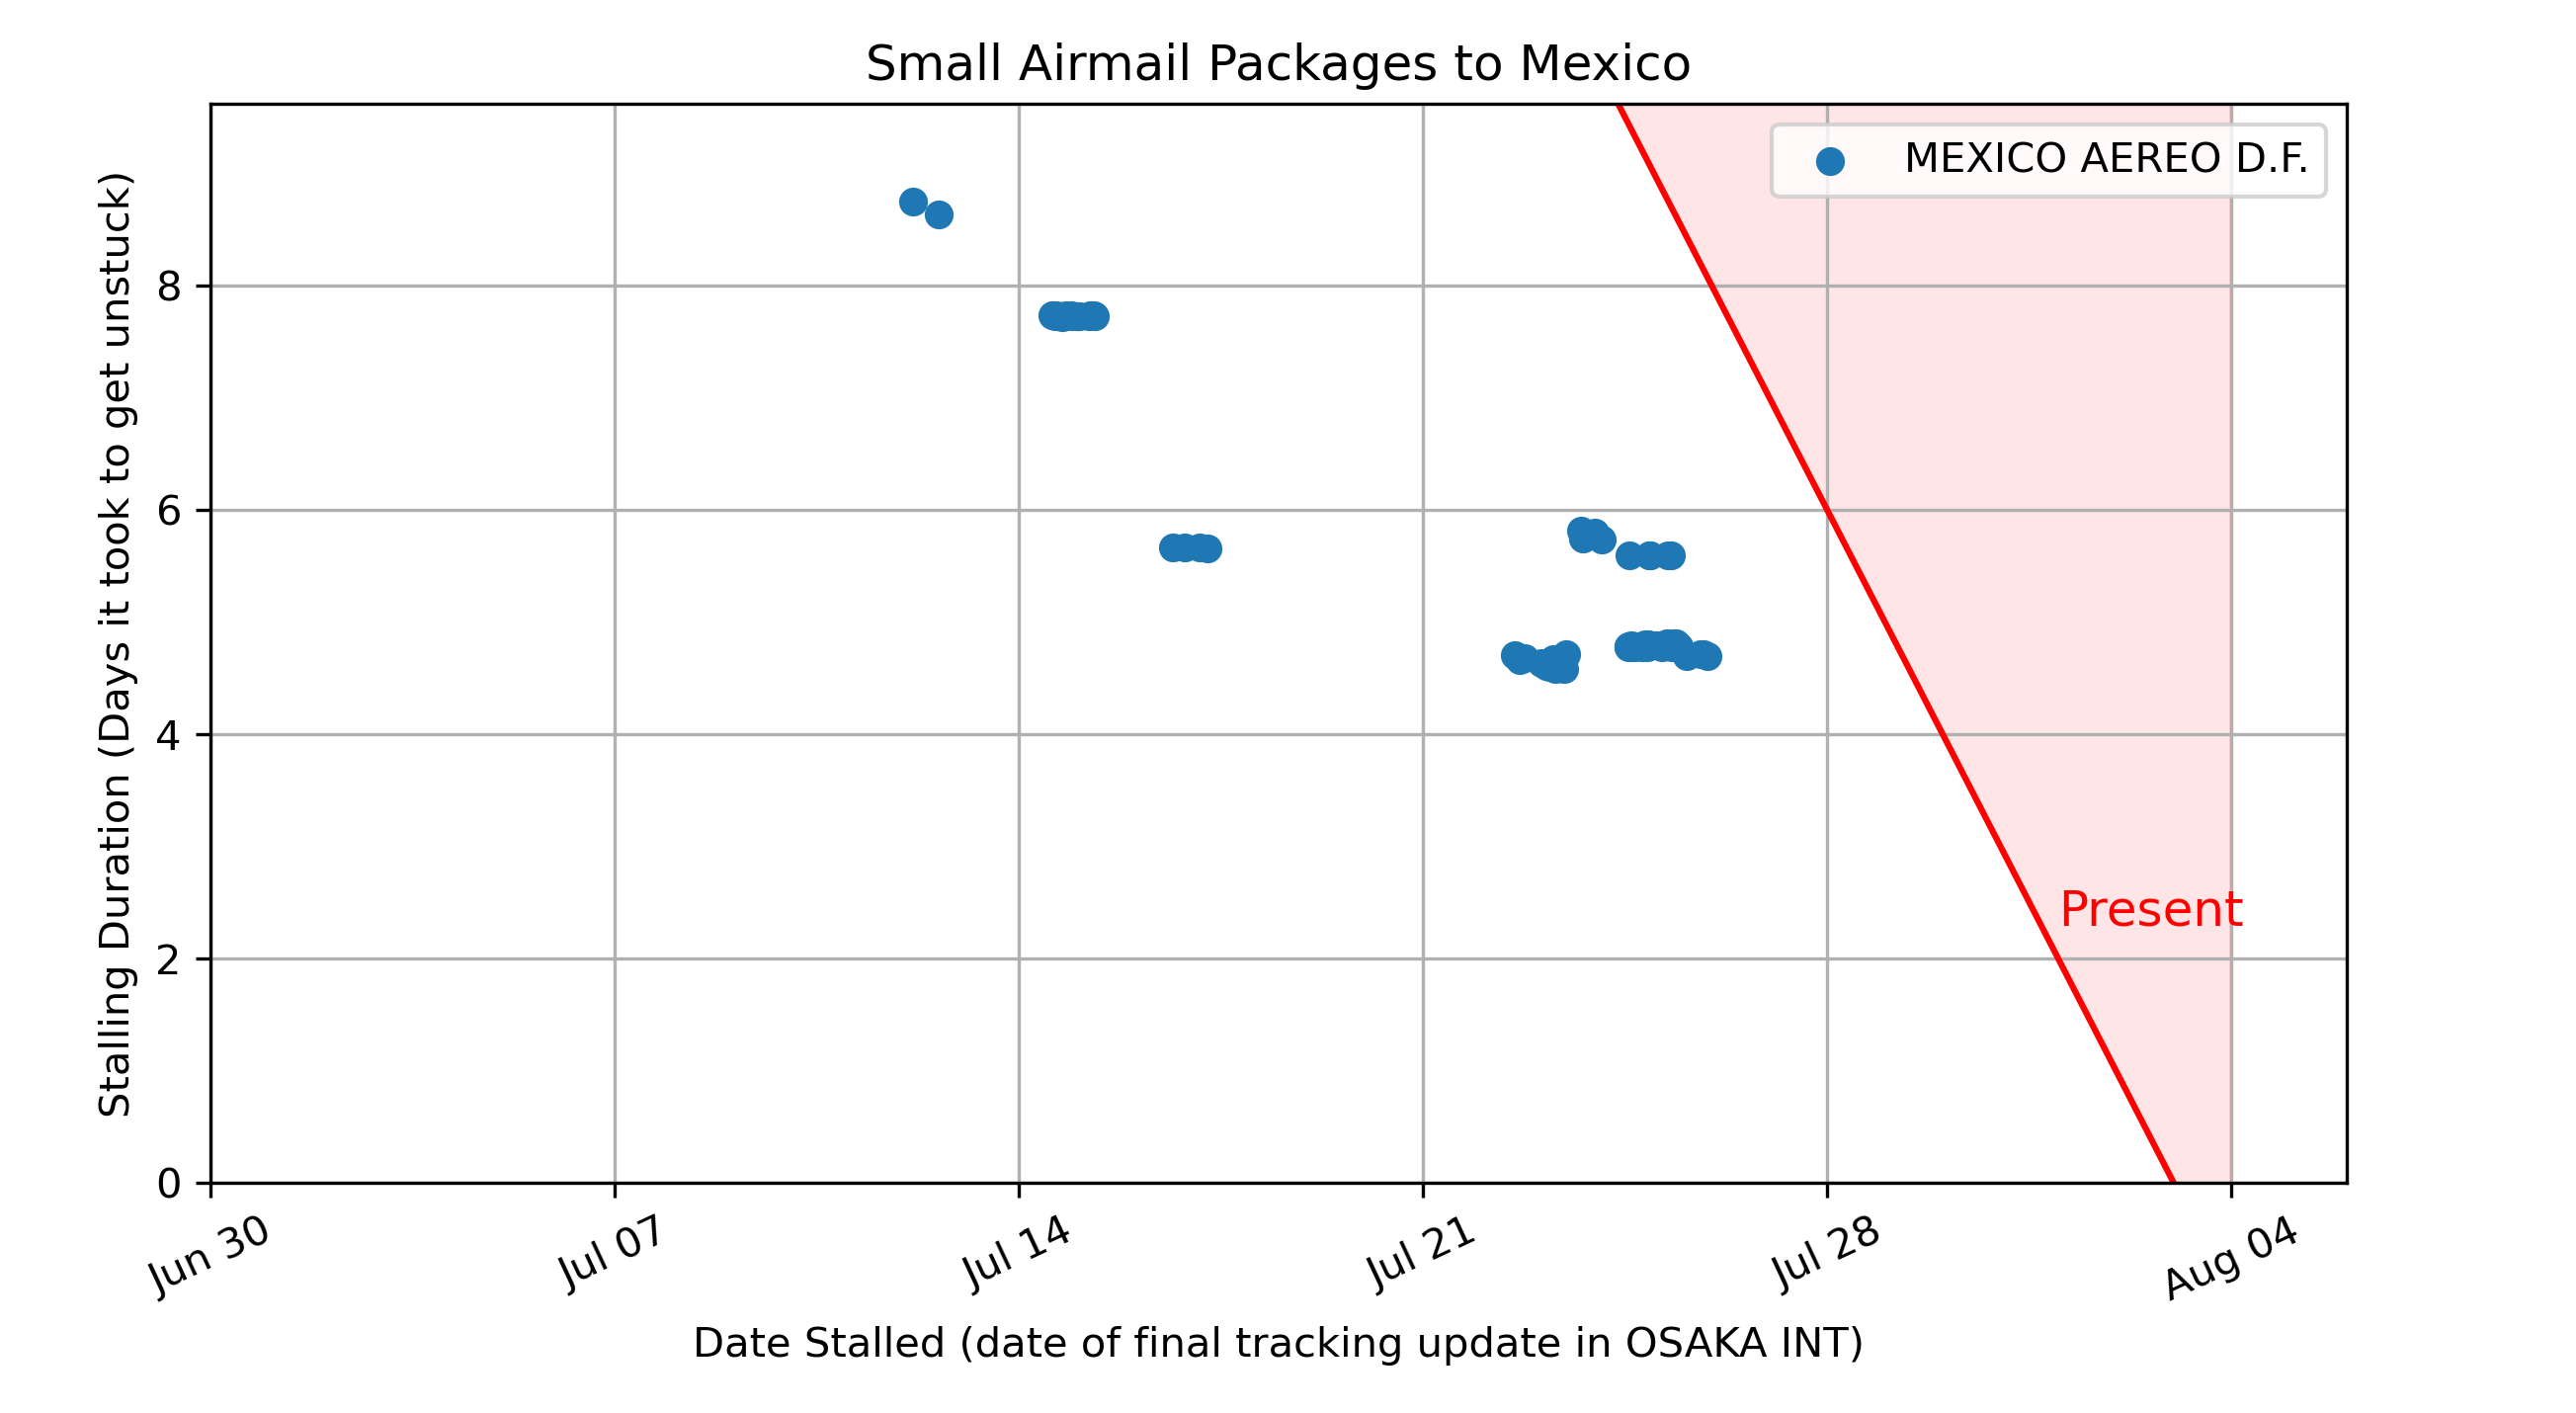 Small Airmail Packages to Mexico
MEXICO AEREO D.F.
Stalling Duration (Days it took to get unstuck)
8
6
4
2
0
Present
Jun 30
Jul 07
Jul 14
Jul 21
Jul 28
Aug 04
Date Stalled (date of final tracking update in OSAKA INT)